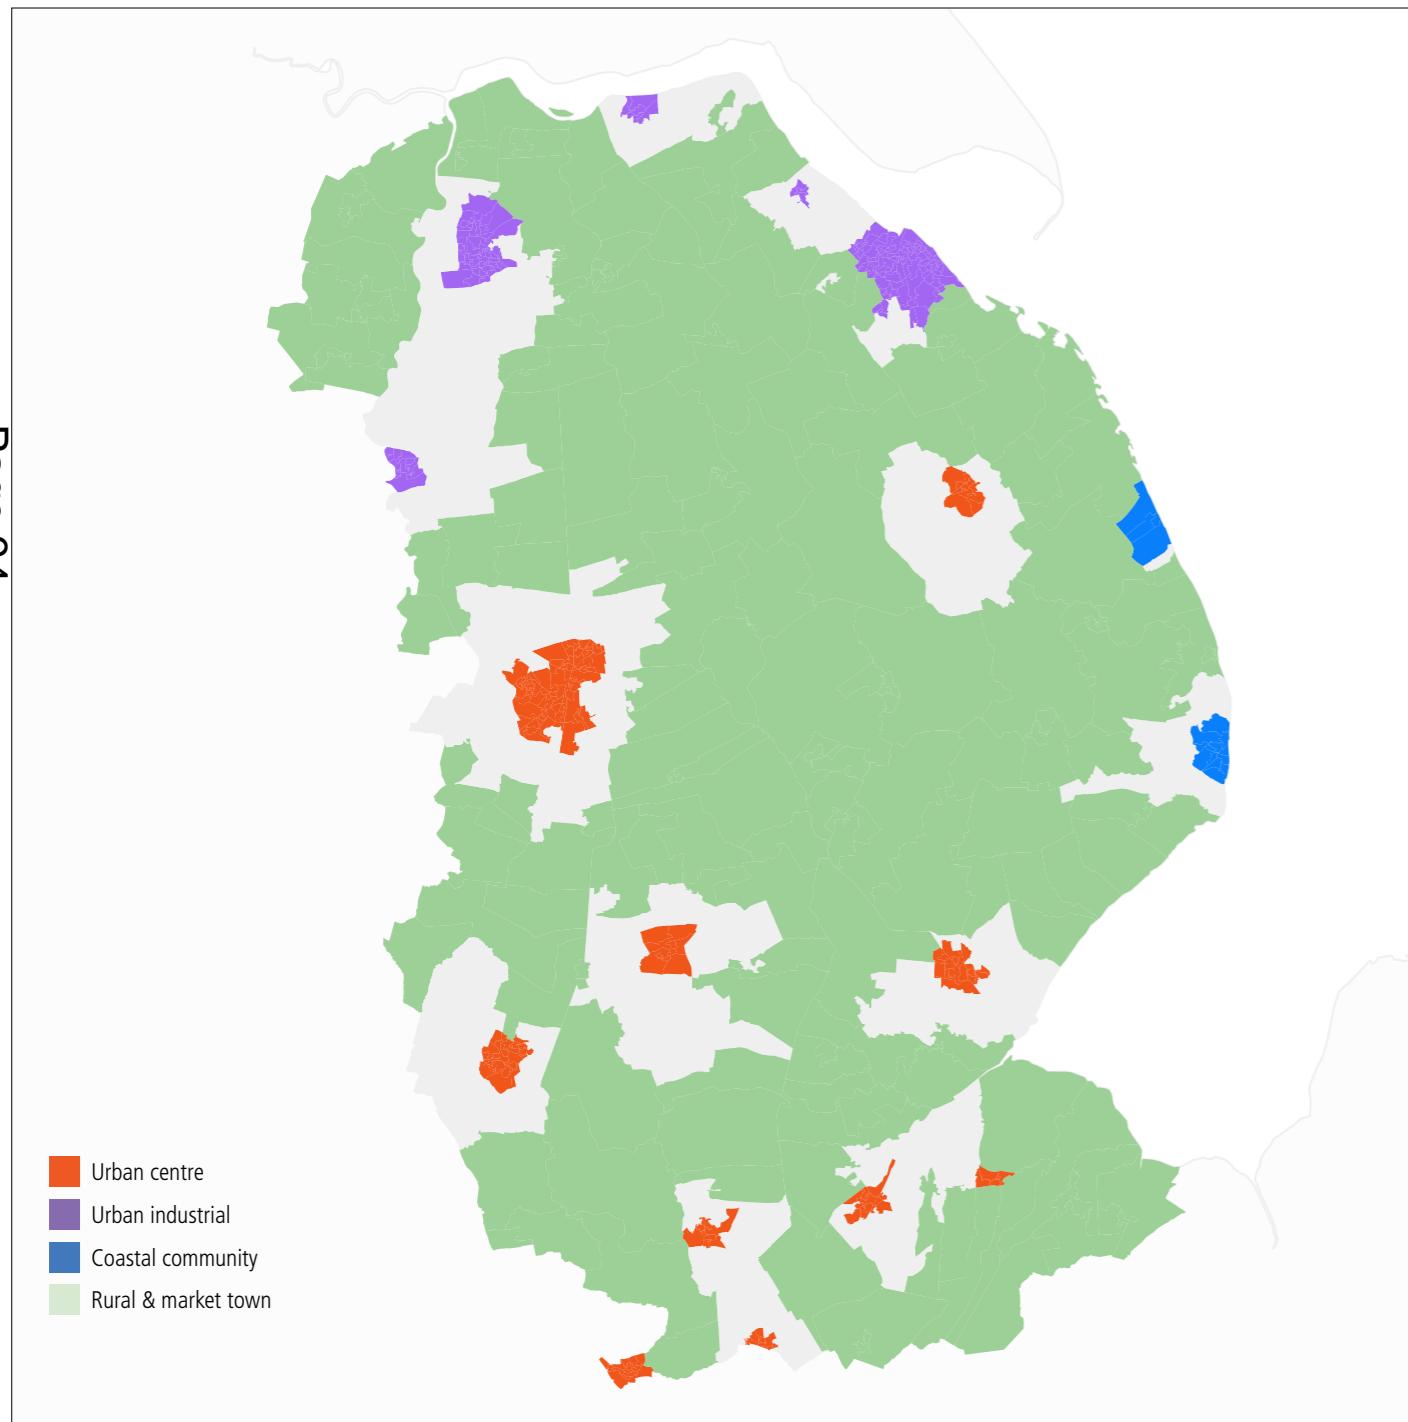 Urban centre
Urban industrial
Coastal community
Rural & market town